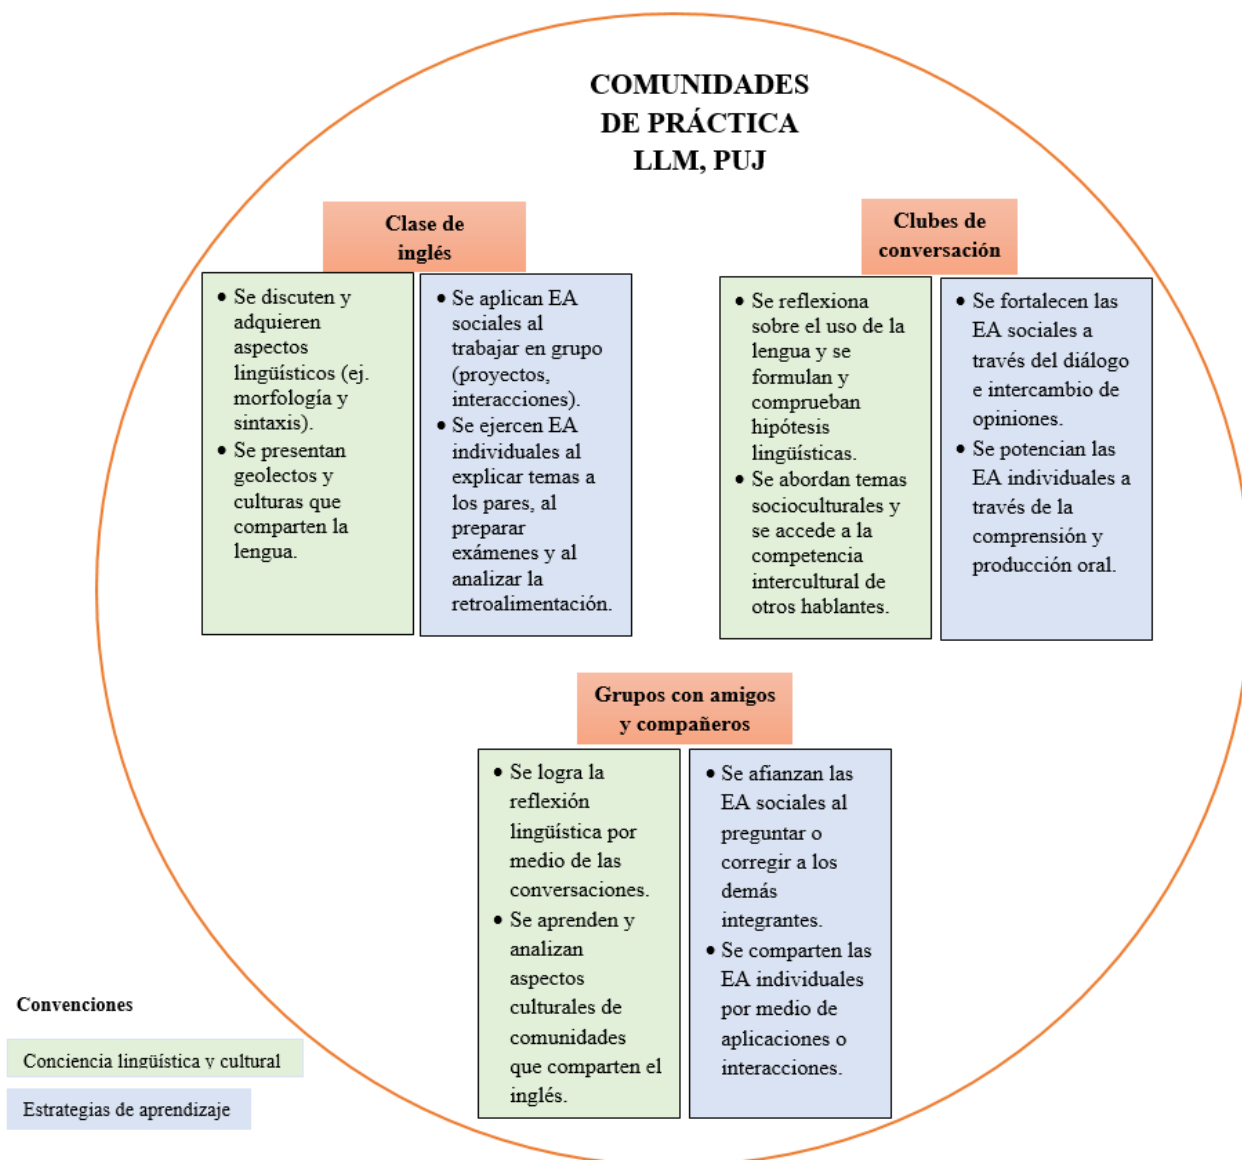 COMUNIDADES
DE PRÁCTICA
LLM, PUJ
Clase de
inglés
• Se discuten y
adquieren
aspectos
lingüísticos (ej.
morfología y
sintaxis).
• Se presentan
geolectos y
culturas que
comparten la
lengua.
• Se aplican EA
sociales al
trabajar en grupo
(proyectos,
interacciones).
• Se ejercen EA
individuales al
explicar temas a
los pares, al
preparar
exámenes y al
analizar la
retroalimentación.
Clubes de
conversación
• Se reflexiona
sobre el uso de la
lengua y se
formulan y
comprueban
hipótesis
lingüísticas.
• Se abordan temas
socioculturales y
se accede a la
competencia
intercultural de
otros hablantes.
• Se fortalecen las
EA sociales a
través del diálogo
e intercambio de
opiniones.
• Se potencian las
EA individuales a
través de la
comprensión y
producción oral.
Grupos con amigos
y compañeros
• Se logra la
reflexión
lingüística por
medio de las
conversaciones.
• Se aprenden y
analizan
aspectos
culturales de
comunidades
que comparten el
inglés.
• Se afianzan las
EA sociales al
preguntar o
corregir a los
demás
integrantes.
• Se comparten las
EA individuales
por medio de
aplicaciones o
interacciones.
Convenciones
Conciencia lingüística y cultural
Estrategias de aprendizaje